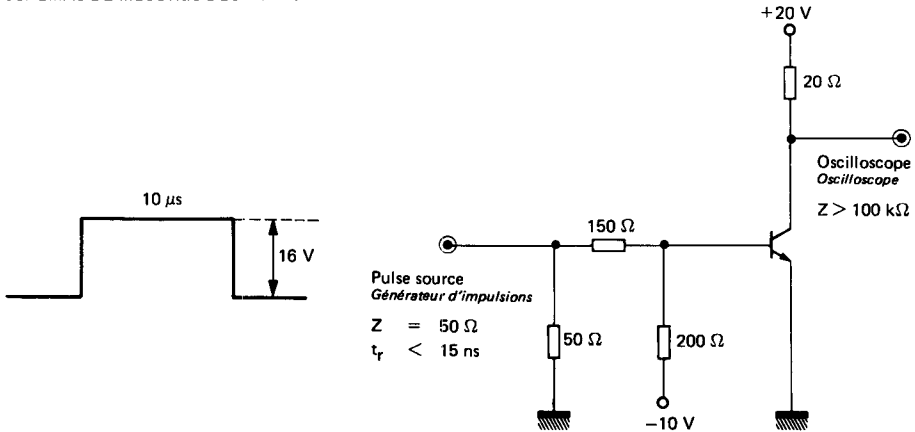 +20 V
20 Ω
Oscilloscope
Oscilloscope
Z > 100 kΩ
10 μs
16 V
150 Ω
Pulse source
Générateur d'impulsions
Z = 50 Ω
tr < 15 ns
50 Ω
200 Ω
−10 V